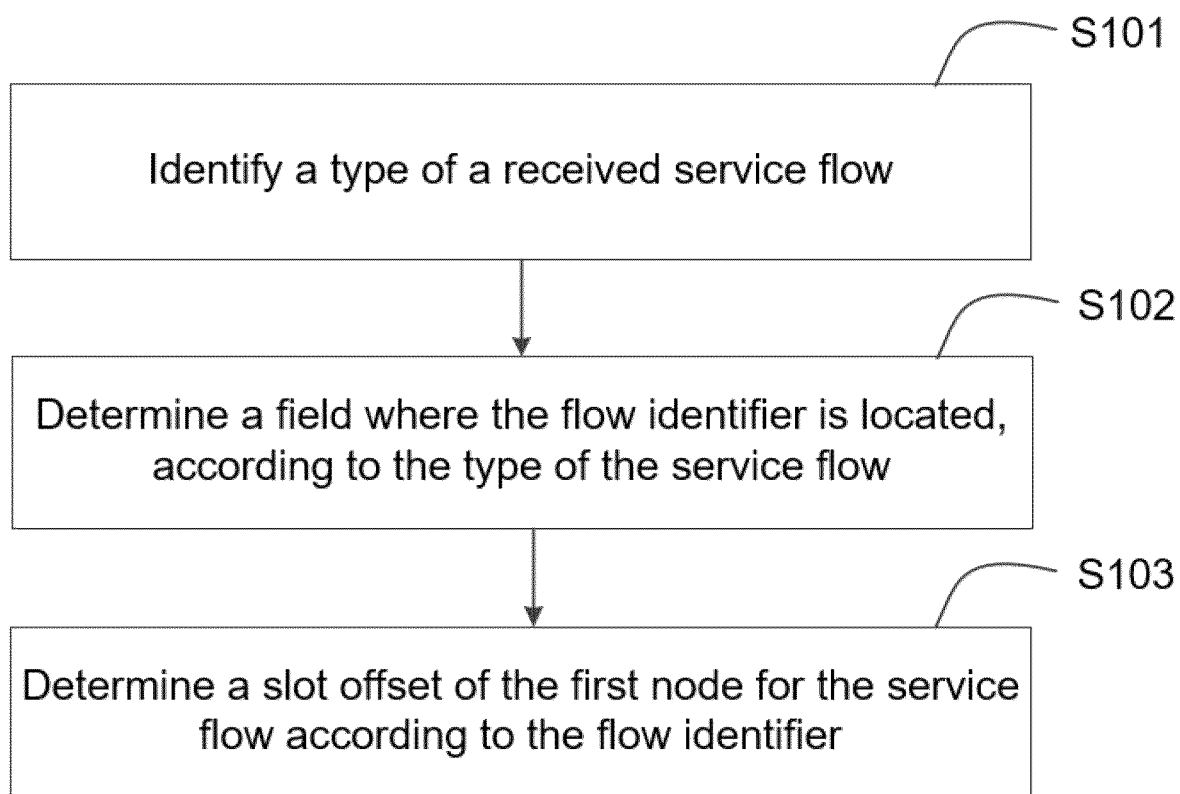 S101
Identify a type of a received service flow
S102
Determine a field where the flow identifier is located,
according to the type of the service flow
S103
Determine a slot offset of the first node for the service
flow according to the flow identifier